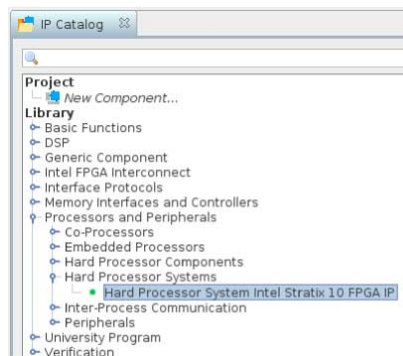 IP Catalog
Project
New Component...
Library
Basic Functions
DSP
Generic Component
Intel FPGA Interconnect
Interface Protocols
Memory Interfaces and Controllers
Processors and Peripherals
Co-Processors
Embedded Processors
Hard Processor Components
Hard Processor Systems
Hard Processor System Intel Stratix 10 FPGA IP
Inter-Process Communication
Peripherals
University Program
Verification